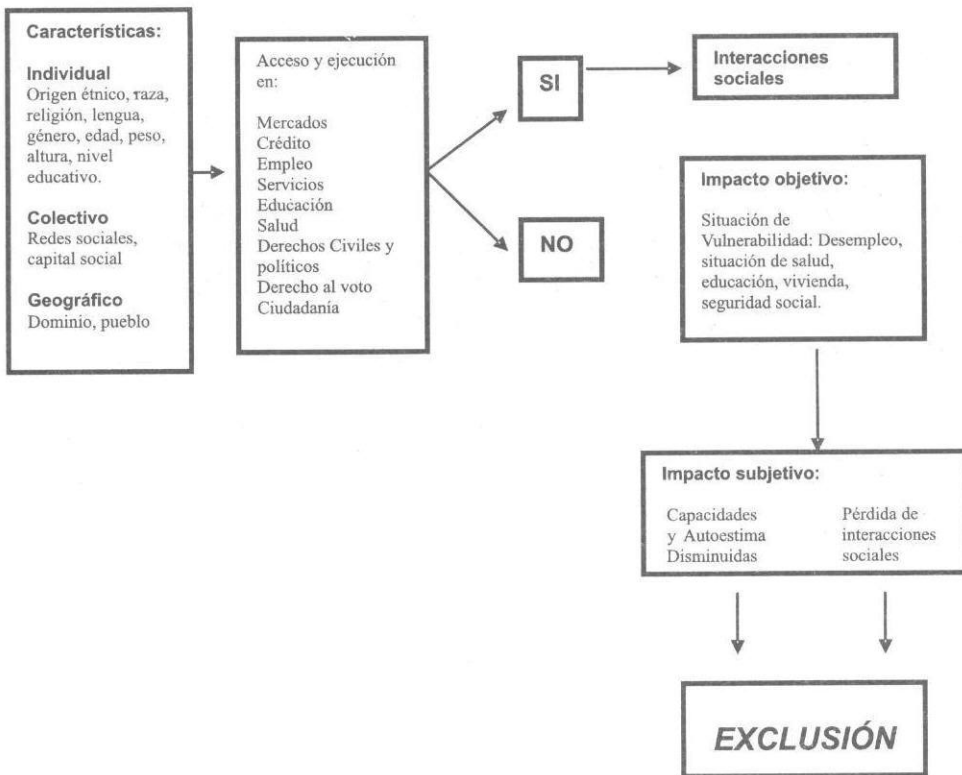 Características:
Individual
Origen étnico, raza,
religión, lengua,
género, edad, peso,
altura, nivel
educativo.
Colectivo
Redes sociales,
capital social
Geográfico
Dominio, pueblo
Acceso y ejecución
en:
Mercados
Crédito
Empleo
Servicios
Educación
Salud
Derechos Civiles y
políticos
Derecho al voto
Ciudadanía
SI
NO
Interacciones
sociales
Impacto objetivo:
Situación de
Vulnerabilidad: Desempleo,
situación de salud,
educación, vivienda,
seguridad social.
Impacto subjetivo:
Capacidades
y Autoestima
Disminuidas
Pérdida de
interacciones
sociales
EXCLUSIÓN